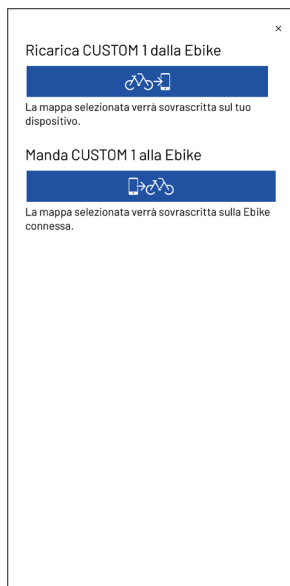 ×
Ricarica CUSTOM 1 dalla Ebike
La mappa selezionata verrà sovrascritta sul tuo
dispositivo.
Manda CUSTOM 1 alla Ebike
La mappa selezionata verrà sovrascritta sulla Ebike
connessa.